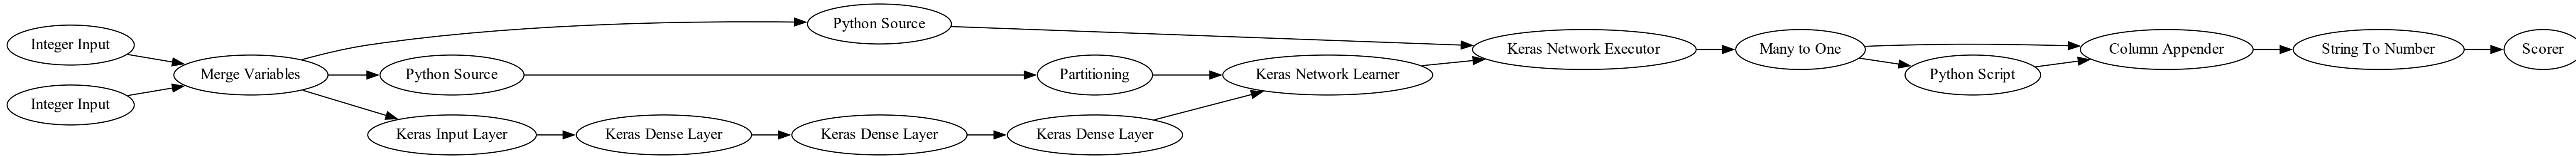 Integer Input
Integer Input
Merge Variables
Python Source
Python Source
Keras Input Layer
Keras Dense Layer
Keras Dense Layer
Keras Dense Layer
Partitioning
Keras Network Learner
Keras Network Executor
Many to One
Python Script
Column Appender
String To Number
Scorer